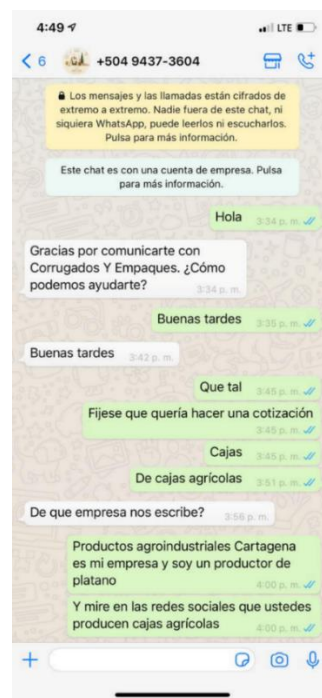 4:49
LTE
6
+504 9437-3604
Los mensajes y las llamadas están cifrados de
extremo a extremo. Nadie fuera de este chat, ni
siquiera WhatsApp, puede leerlos ni escucharlos.
Pulsa para más información.
Este chat es con una cuenta de empresa. Pulsa
para más información.
Hola 3:34 p. m.
Gracias por comunicarte con
Corrugados Y Empaques. ¿Cómo
podemos ayudarte? 3:34 p. m.
Buenas tardes 3:35 p. m.
Buenas tardes 3:42 p. m.
Que tal 3:45 p. m.
Fijese que quería hacer una cotización
3:45 p. m.
Cajas 3:45 p. m.
De cajas agrícolas 3:51 p. m.
De que empresa nos escribe? 3:56 p. m.
Productos agroindustriales Cartagena
es mi empresa y soy un productor de
platano 4:00 p. m.
Y mire en las redes sociales que ustedes
producen cajas agrícolas 4:00 p. m.